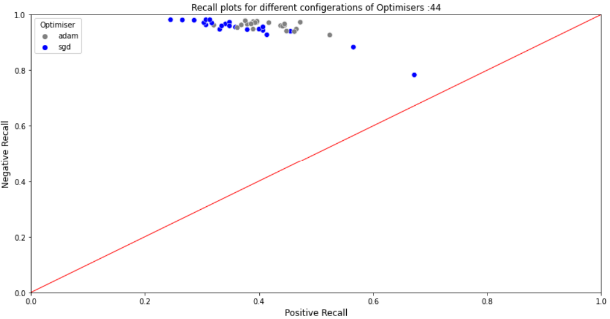 Recall plots for different configerations of Optimisers :44
Optimiser
adam
sgd
Negative Recall
1.0
0.8
0.6
0.4
0.2
0.0
0.0 0.2 0.4 0.6 0.8 1.0
Positive Recall